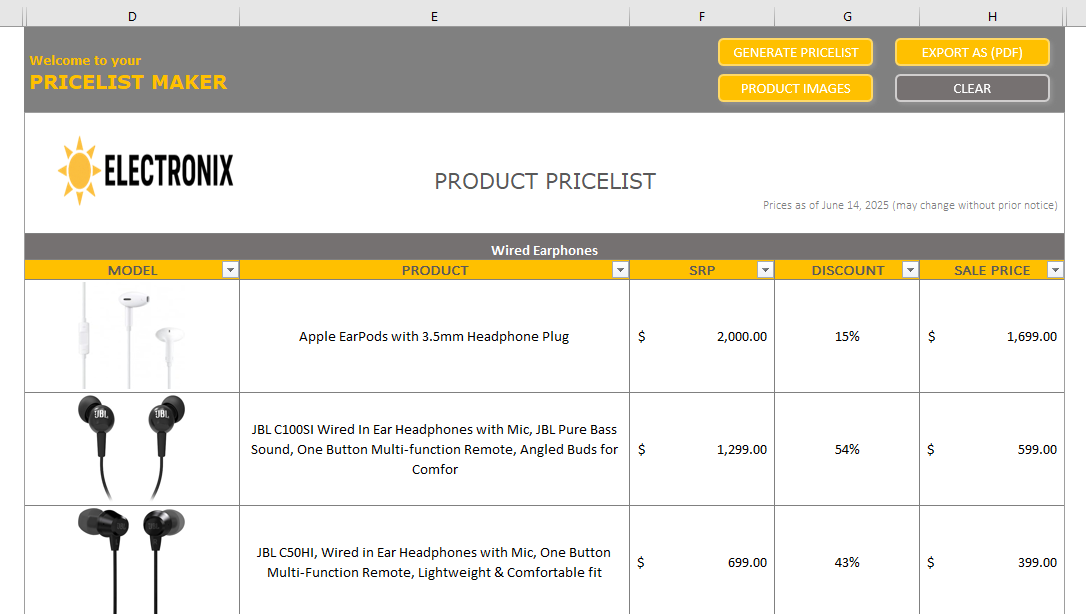 D E F G H
Welcome to your
PRICELIST MAKER
GENERATE PRICELIST
EXPORT AS (PDF)
PRODUCT IMAGES
CLEAR
ELECTRONIX
PRODUCT PRICELIST
Prices as of June 14, 2025 (may change without prior notice)
Wired Earphones
MODEL PRODUCT SRP DISCOUNT SALE PRICE
Apple EarPods with 3.5mm Headphone Plug $ 2,000.00 15% $ 1,699.00
JBL JBL
JBL C100SI Wired In Ear Headphones with Mic, JBL Pure Bass
Sound, One Button Multi-function Remote, Angled Buds for
Comfor
$ 1,299.00 54% $ 599.00
JBL C50HI, Wired in Ear Headphones with Mic, One Button
Multi-Function Remote, Lightweight & Comfortable fit
$ 699.00 43% $ 399.00